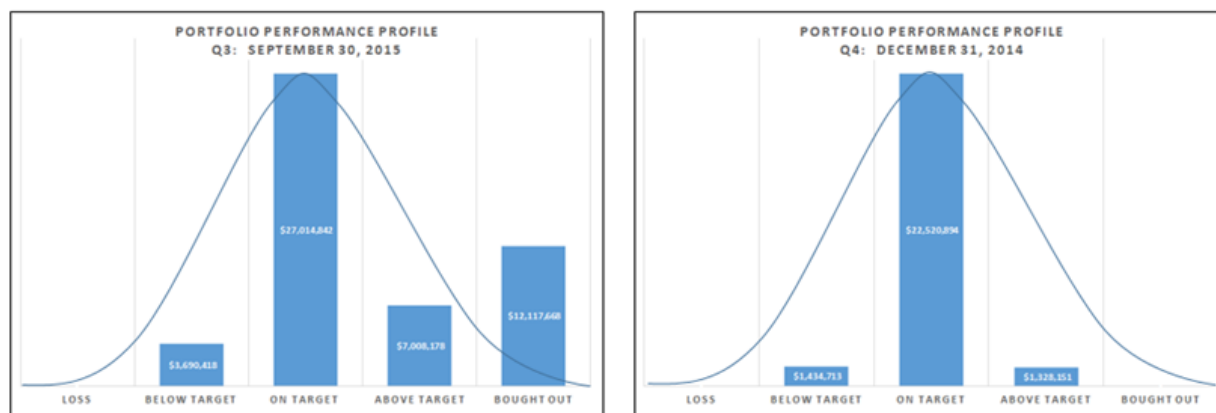 PORTFOLIO PERFORMANCE PROFILE
Q3: SEPTEMBER 30, 2015
$27,014,842
$12,117,668
$7,008,178
$3,690,418
LOSS BELOW TARGET ON TARGET ABOVE TARGET BOUGHT OUT
PORTFOLIO PERFORMANCE PROFILE
Q4: DECEMBER 31, 2014
$22,520,894
$1,434,713
$1,328,151
LOSS BELOW TARGET ON TARGET ABOVE TARGET BOUGHT OUT